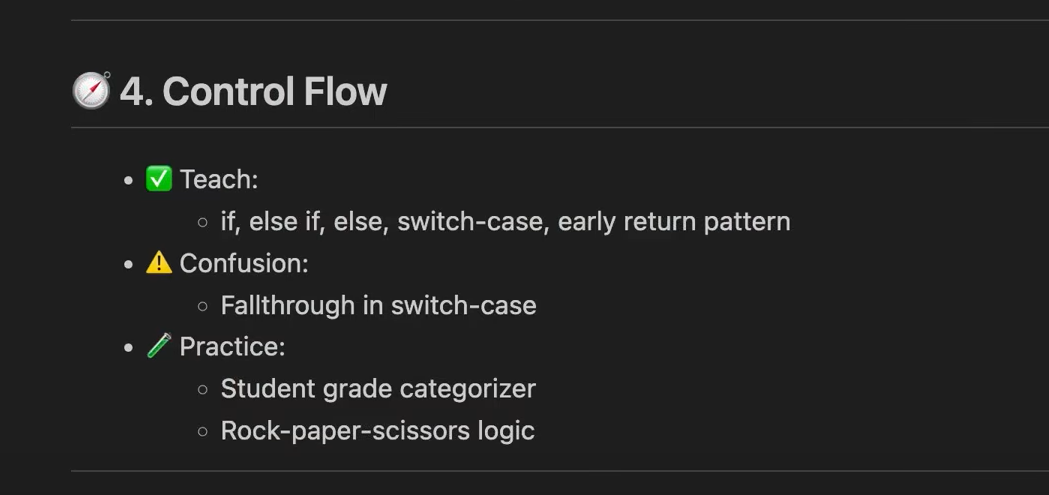 🧭 4. Control Flow
• ✅ Teach:
◦ if, else if, else, switch-case, early return pattern
• ⚠️ Confusion:
◦ Fallthrough in switch-case
• 🧪 Practice:
◦ Student grade categorizer
◦ Rock-paper-scissors logic